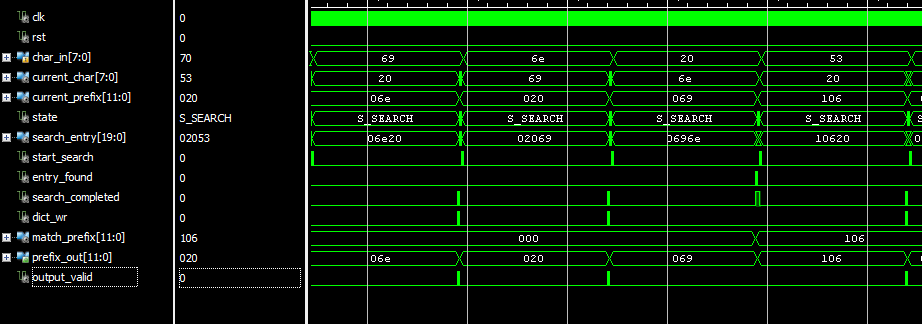 clk 0
rst 0
char_in[7:0] 70 69 6e 20 53
current_char[7:0] 53 20 69 6e 20
current_prefix[11:0] 020 06e 020 069 106
state S_SEARCH S_SEARCH S_SEARCH S_SEARCH S_SEARCH
search_entry[19:0] 02053 06e20 02069 0696e 10620
start_search 0
entry_found 0
search_completed 0
dict_wr 0
match_prefix[11:0] 106 000 106
prefix_out[11:0] 020 06e 020 069 106
output_valid 0